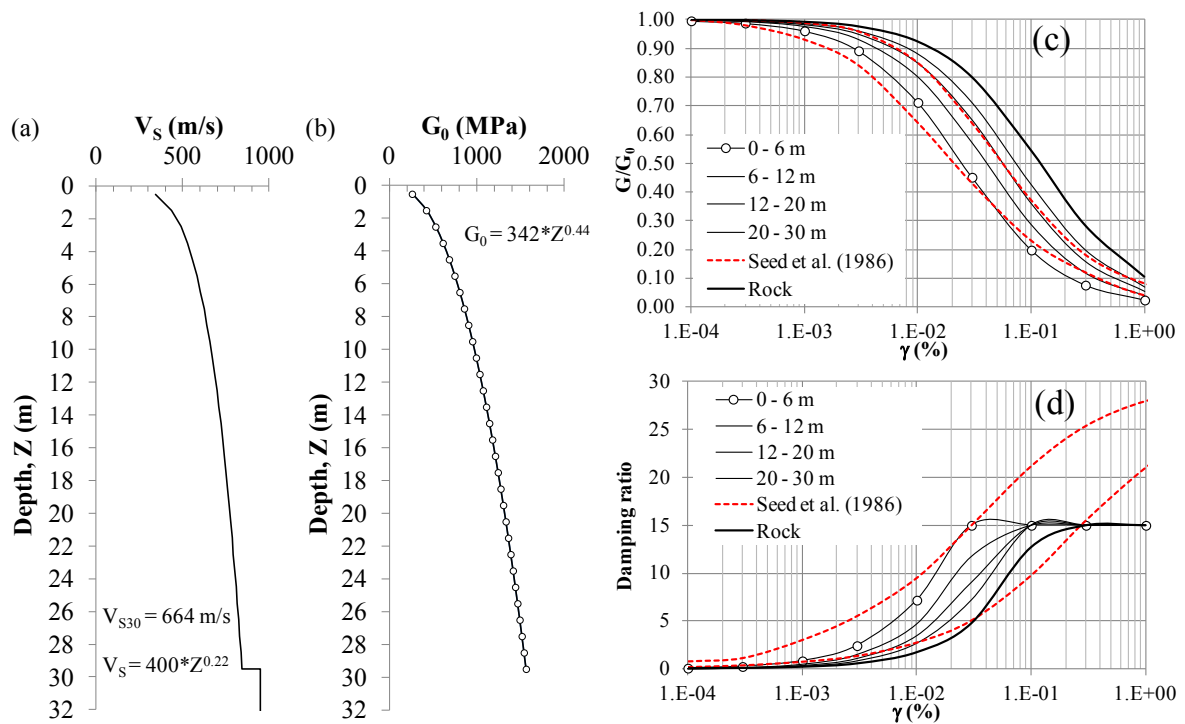 (a)
V_S (m/s)
0 500 1000
0
2
4
6
8
10
12
14
16
18
20
22
24
26
28
30
32
Depth, Z (m)
V_S30 = 664 m/s
V_S = 400*Z^0.22
(b)
G_0 (MPa)
0 1000 2000
0
2
4
6
8
10
12
14
16
18
20
22
24
26
28
30
32
Depth, Z (m)
G_0 = 342*Z^0.44
(c)
1.00
0.90
0.80
0.70
0.60
0.50
0.40
0.30
0.20
0.10
0.00
G/G_0
0 - 6 m
6 - 12 m
12 - 20 m
20 - 30 m
Seed et al. (1986)
Rock
1.E-04 1.E-03 1.E-02 1.E-01 1.E+00
γ (%)
(d)
30
25
20
15
10
5
0
Damping ratio
0 - 6 m
6 - 12 m
12 - 20 m
20 - 30 m
Seed et al. (1986)
Rock
1.E-04 1.E-03 1.E-02 1.E-01 1.E+00
γ (%)